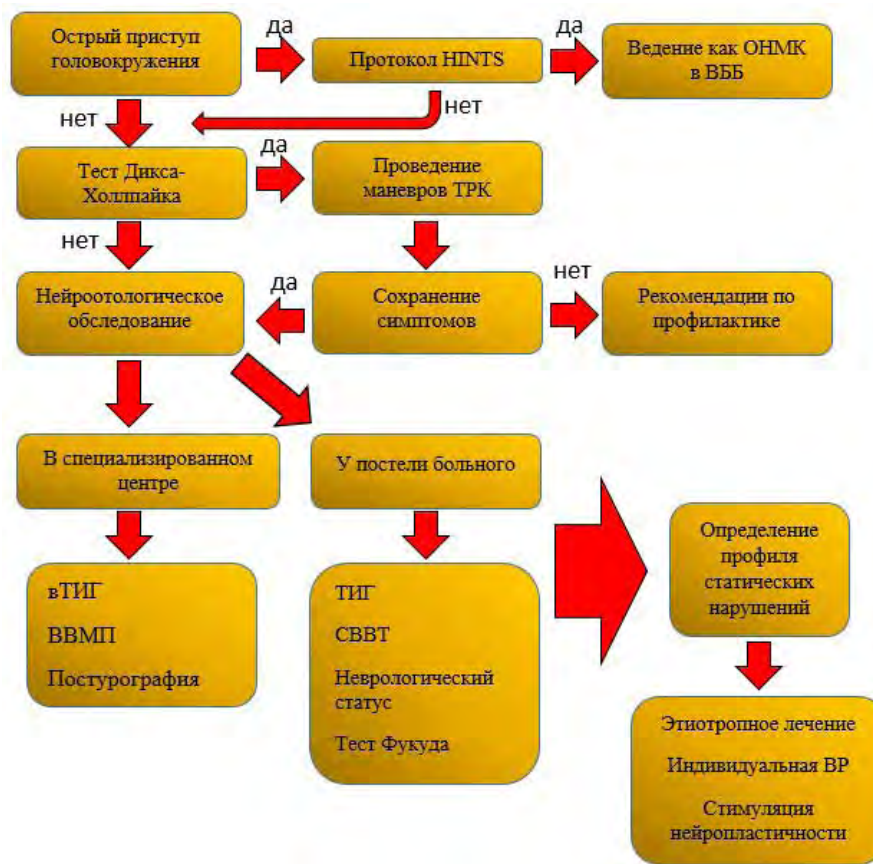 да
да
Острый приступ
головокружения
Протокол HINTS
Ведение как ОНМК
в ВББ
нет
нет
да
Тест Дикса-
Холлпайка
Проведение
маневров ТРК
нет
да
нет
Нейроотологическое
обследование
Сохранение
симптомов
Рекомендации по
профилактике
В специализированном
центре
У постели больного
Определение
профиля
статических
нарушений
вТИГ
ВВМП
Постурография
ТИГ
СВВТ
Неврологический
статус
Тест Фукуда
Этиотропное лечение
Индивидуальная ВР
Стимуляция
нейропластичности